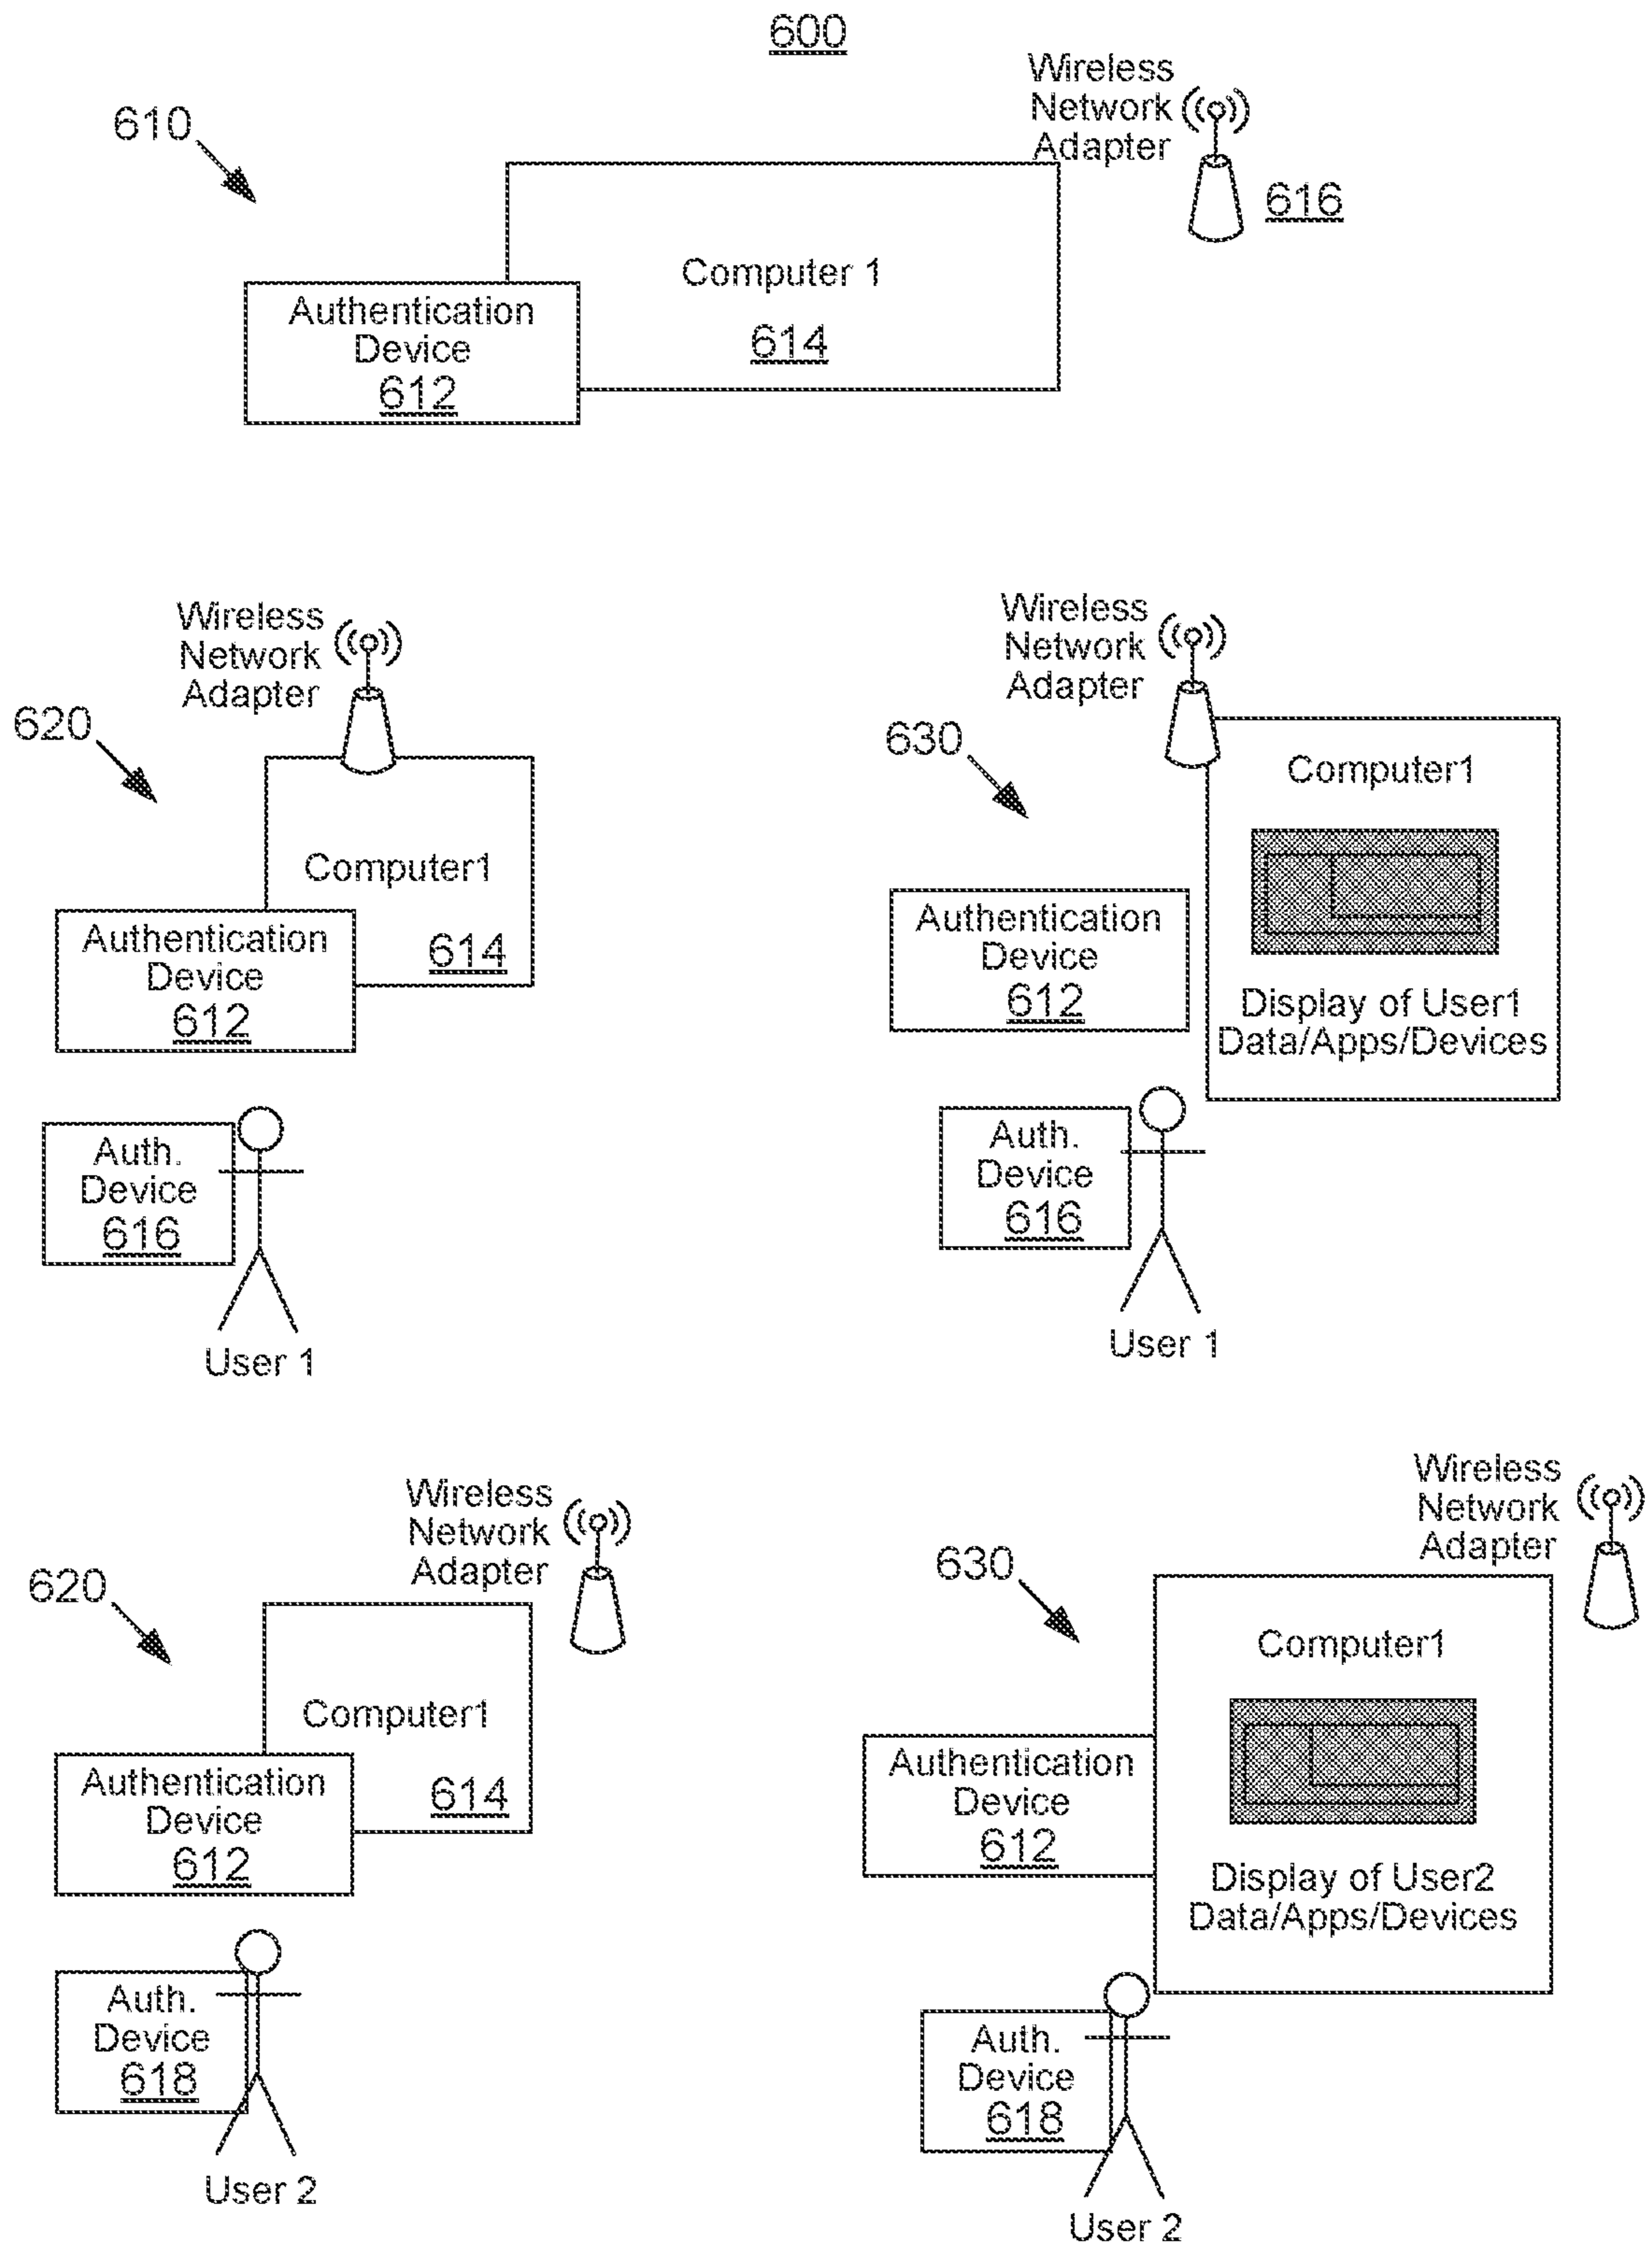 600
Wireless
Network
Adapter
610
616
Computer 1
614
Authentication
Device
612
Wireless
Network
Adapter
620
Computer1
614
Authentication
Device
612
Auth.
Device
616
User 1
Wireless
Network
Adapter
630
Computer1
Authentication
Device
612
Display of User1
Data/Apps/Devices
Auth.
Device
616
User 1
Wireless
Network
Adapter
620
Computer1
614
Authentication
Device
612
Auth.
Device
618
User 2
Wireless
Network
Adapter
630
Computer1
Authentication
Device
612
Display of User2
Data/Apps/Devices
Auth.
Device
618
User 2